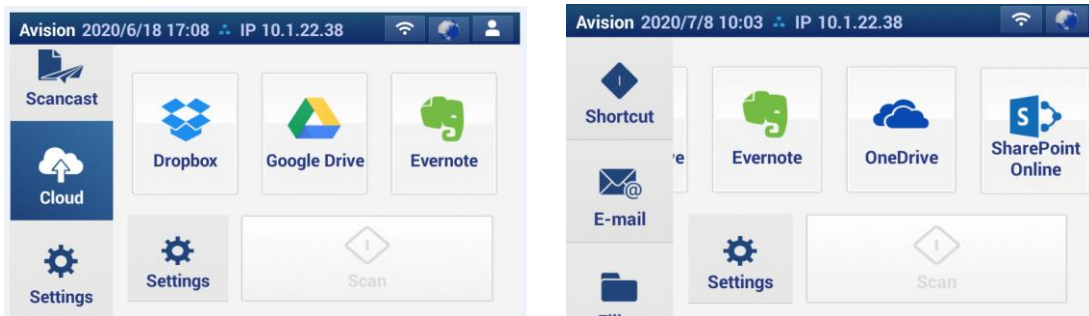 Avision 2020/6/18 17:08 IP 10.1.22.38
Scancast
Cloud
Settings
Dropbox
Google Drive
Evernote
Settings
Scan
Avision 2020/7/8 10:03 IP 10.1.22.38
Shortcut
E-mail
e
Evernote
OneDrive
S
SharePoint
Online
Settings
Scan